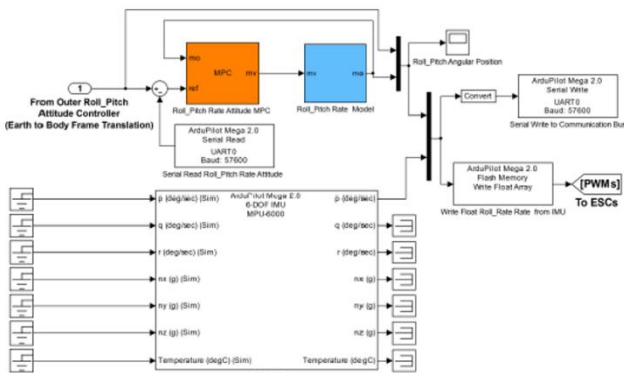 mo
MPC
mv
ref
Roll_Pitch Rate Attitude MPC
mv
mo
Roll_Pitch Rate Model
Roll_Pitch Angular Position
1
From Outer Roll_Pitch
Attitude Controller
(Earth to Body Frame Translation)
ArduPilot Mega 2.0
Serial Read
UART0
Baud: 57600
Serial Read Roll_Pitch Rate Attitude
Convert
ArduPilot Mega 2.0
Serial Write
UART0
Baud: 57600
Serial Write to Communication Bus
ArduPilot Mega 2.0
Flash Memory
Write Float Array
Write Float Roll_Rate Rate from IMU
[PWMs]
To ESCs
ArduPilot Mega 2.0
6-DOF IMU
MPU-6000
p (deg/sec) (Sim)
p (deg/sec)
q (deg/sec) (Sim)
q (deg/sec)
r (deg/sec) (Sim)
r (deg/sec)
nx (g) (Sim)
nx (g)
ny (g) (Sim)
ny (g)
nz (g) (Sim)
nz (g)
Temperature (degC) (Sim)
Temperature (degC)